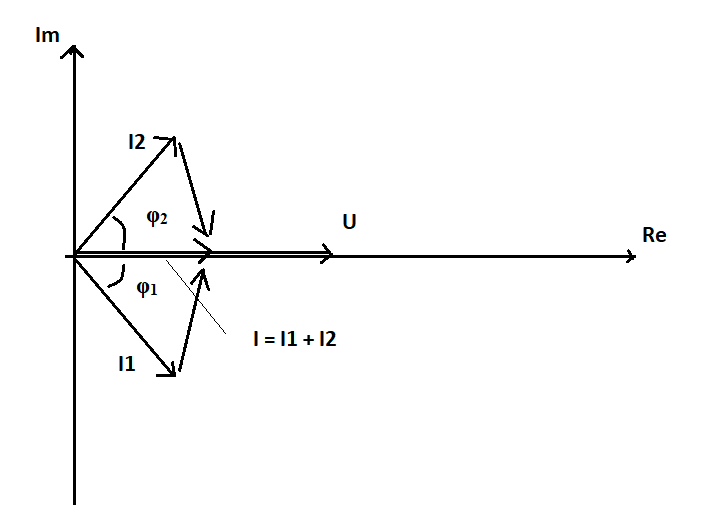 Im
I2
φ₂
U
Re
φ₁
I = I1 + I2
I1